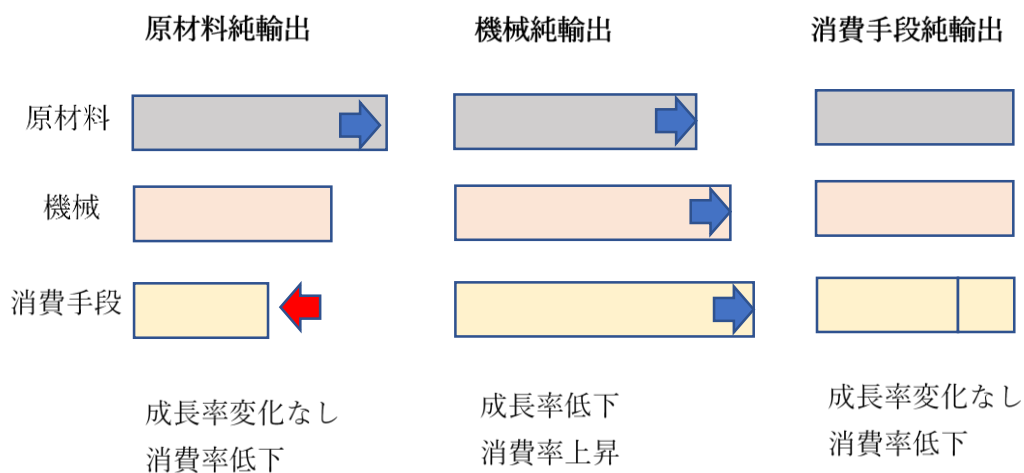 原材料純輸出
機械純輸出
消費手段純輸出
原材料
機械
消費手段
成長率変化なし
消費率低下
成長率低下
消費率上昇
成長率変化なし
消費率低下